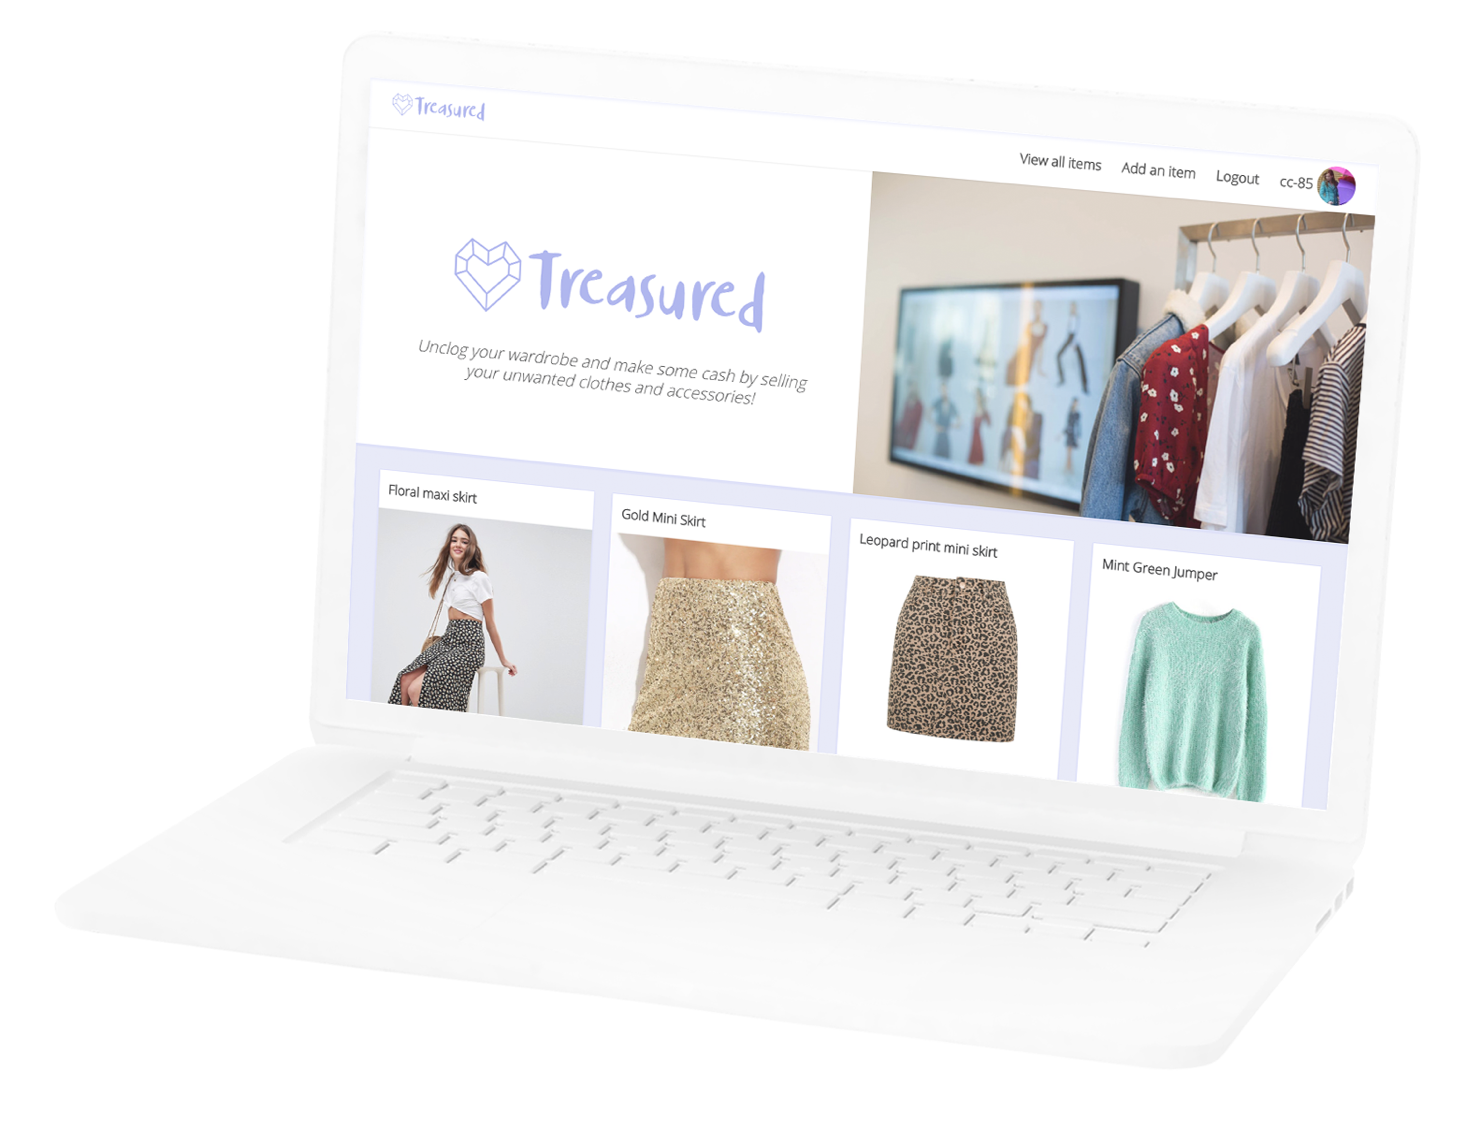 Treasured
View all items
Add an item
Logout
cc-85
Treasured
Unclog your wardrobe and make some cash by selling
your unwanted clothes and accessories!
Floral maxi skirt
Gold Mini Skirt
Leopard print mini skirt
Mint Green Jumper